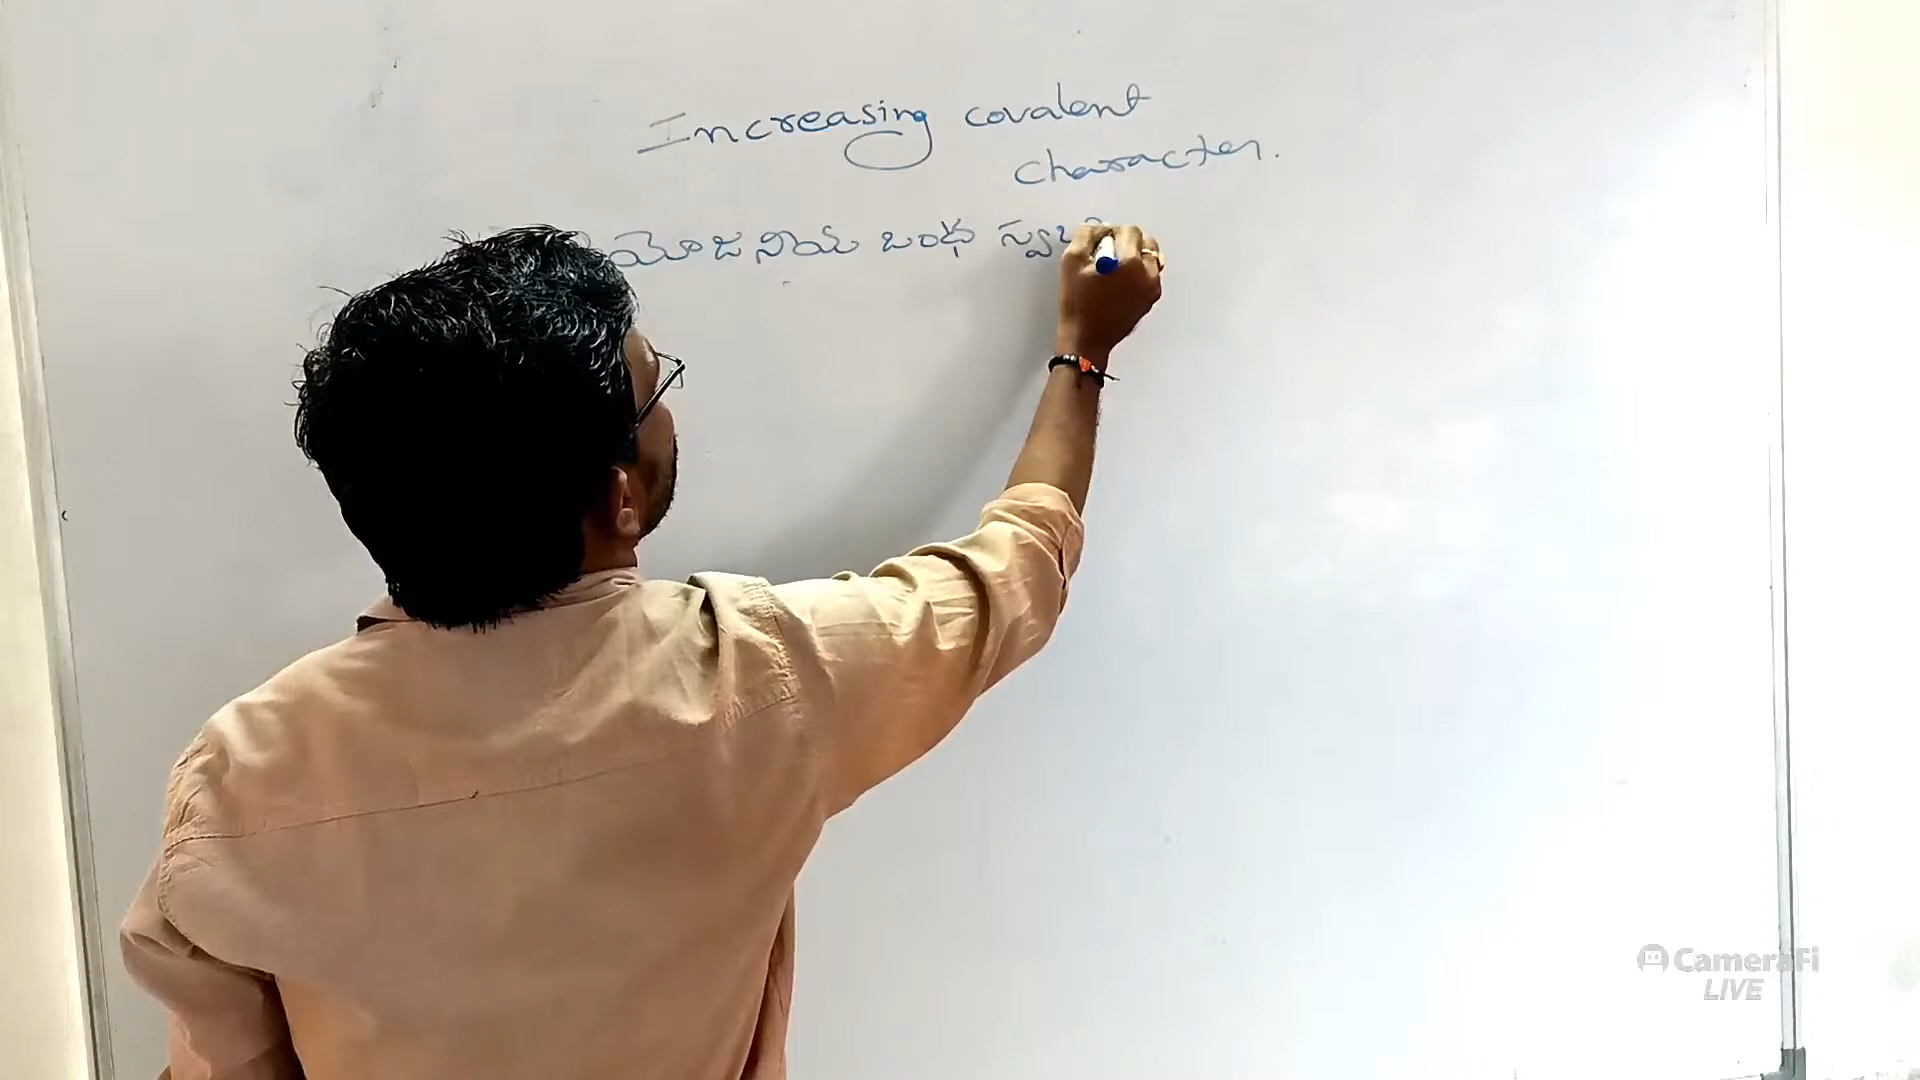 Increasing covalent
character.
యోజనీయ బంధ
CameraFi
LIVE